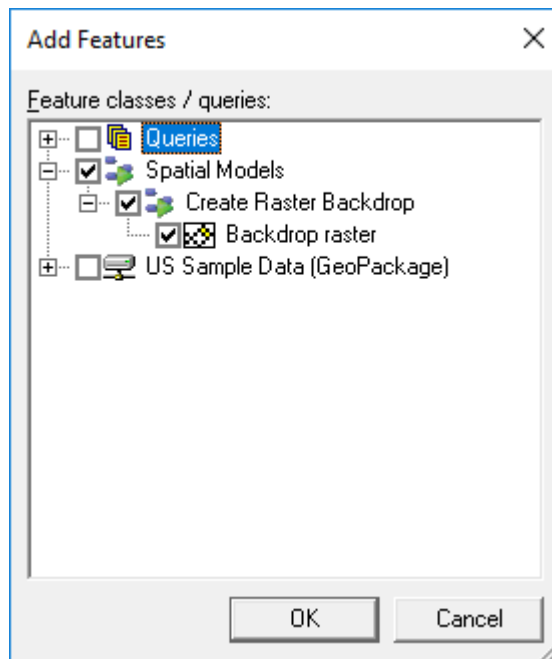 Add Features
Feature classes / queries:
Queries
Spatial Models
Create Raster Backdrop
Backdrop raster
US Sample Data (GeoPackage)
OK Cancel